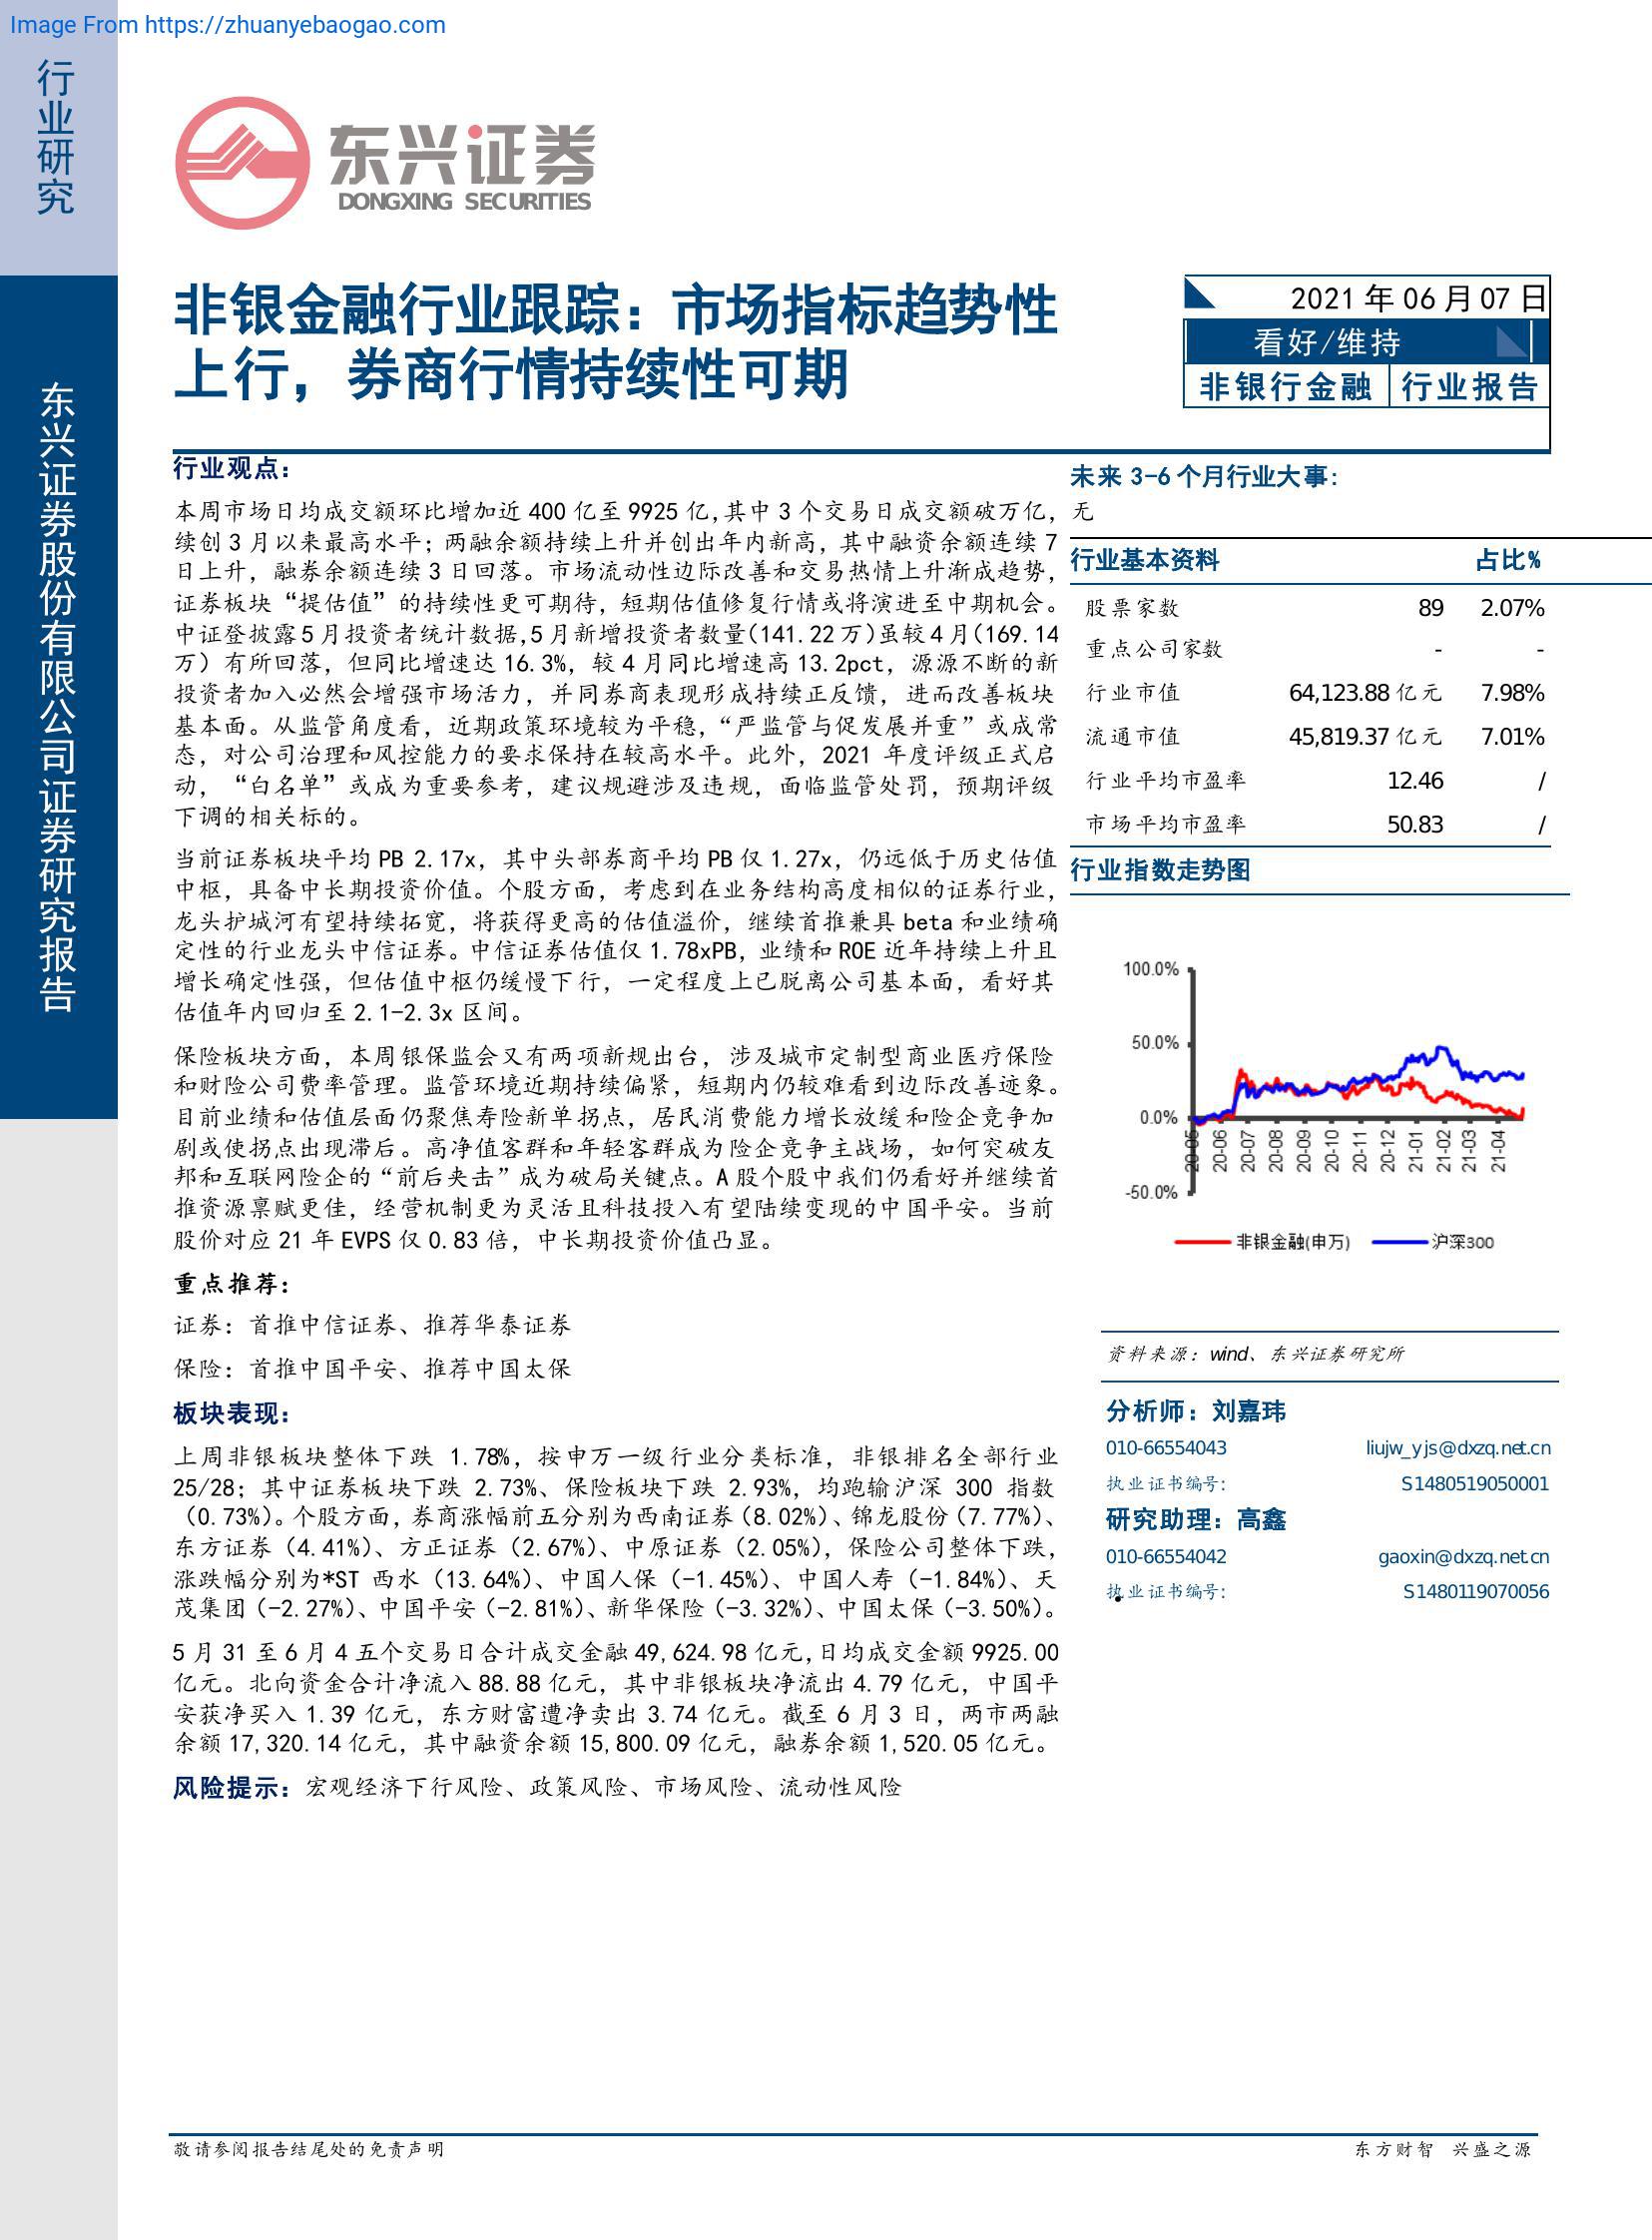 Image From https://zhuanyebaogao.com
行业研究
东兴证券股份有限公司证券研究报告
东兴证券
DONGXING SECURITIES
非银金融行业跟踪：市场指标趋势性
上行，券商行情持续性可期
2021 年 06 月 07 日
看好/维持
非银行金融 行业报告
行业观点：
本周市场日均成交额环比增加近 400 亿至 9925 亿,其中 3 个交易日成交额破万亿，
续创 3 月以来最高水平；两融余额持续上升并创出年内新高，其中融资余额连续 7
日上升，融券余额连续 3 日回落。市场流动性边际改善和交易热情上升渐成趋势，
证券板块“提估值”的持续性更可期待，短期估值修复行情或将演进至中期机会。
中证登披露 5 月投资者统计数据,5 月新增投资者数量(141.22 万)虽较 4 月(169.14
万）有所回落，但同比增速达 16.3%，较 4 月同比增速高 13.2pct，源源不断的新
投资者加入必然会增强市场活力，并同券商表现形成持续正反馈，进而改善板块
基本面。从监管角度看，近期政策环境较为平稳，“严监管与促发展并重”或成常
态，对公司治理和风控能力的要求保持在较高水平。此外，2021 年度评级正式启
动，“白名单”或成为重要参考，建议规避涉及违规，面临监管处罚，预期评级
下调的相关标的。
当前证券板块平均 PB 2.17x，其中头部券商平均 PB 仅 1.27x，仍远低于历史估值
中枢，具备中长期投资价值。个股方面，考虑到在业务结构高度相似的证券行业，
龙头护城河有望持续拓宽，将获得更高的估值溢价，继续首推兼具 beta 和业绩确
定性的行业龙头中信证券。中信证券估值仅 1.78xPB，业绩和 ROE 近年持续上升且
增长确定性强，但估值中枢仍缓慢下行，一定程度上已脱离公司基本面，看好其
估值年内回归至 2.1-2.3x 区间。
保险板块方面，本周银保监会又有两项新规出台，涉及城市定制型商业医疗保险
和财险公司费率管理。监管环境近期持续偏紧，短期内仍较难看到边际改善迹象。
目前业绩和估值层面仍聚焦寿险新单拐点，居民消费能力增长放缓和险企竞争加
剧或使拐点出现滞后。高净值客群和年轻客群成为险企竞争主战场，如何突破友
邦和互联网险企的“前后夹击”成为破局关键点。A 股个股中我们仍看好并继续首
推资源禀赋更佳，经营机制更为灵活且科技投入有望陆续变现的中国平安。当前
股价对应 21 年 EVPS 仅 0.83 倍，中长期投资价值凸显。
重点推荐：
证券：首推中信证券、推荐华泰证券
保险：首推中国平安、推荐中国太保
板块表现：
上周非银板块整体下跌 1.78%，按申万一级行业分类标准，非银排名全部行业
25/28；其中证券板块下跌 2.73%、保险板块下跌 2.93%，均跑输沪深 300 指数
（0.73%）。个股方面，券商涨幅前五分别为西南证券（8.02%）、锦龙股份（7.77%）、
东方证券（4.41%）、方正证券（2.67%）、中原证券（2.05%），保险公司整体下跌，
涨跌幅分别为*ST 西水（13.64%）、中国人保（-1.45%）、中国人寿（-1.84%）、天
茂集团（-2.27%）、中国平安（-2.81%）、新华保险（-3.32%）、中国太保（-3.50%）。
5 月 31 至 6 月 4 五个交易日合计成交金融 49,624.98 亿元,日均成交金额 9925.00
亿元。北向资金合计净流入 88.88 亿元，其中非银板块净流出 4.79 亿元，中国平
安获净买入 1.39 亿元，东方财富遭净卖出 3.74 亿元。截至 6 月 3 日，两市两融
余额 17,320.14 亿元，其中融资余额 15,800.09 亿元，融券余额 1,520.05 亿元。
风险提示：宏观经济下行风险、政策风险、市场风险、流动性风险
未来 3-6 个月行业大事：
无
行业基本资料 占比%
股票家数 89 2.07%
重点公司家数 - -
行业市值 64,123.88 亿元 7.98%
流通市值 45,819.37 亿元 7.01%
行业平均市盈率 12.46 /
市场平均市盈率 50.83 /
行业指数走势图
100.0%
50.0%
0.0%
-50.0%
20-05 20-06 20-07 20-08 20-09 20-10 20-11 20-12 21-01 21-02 21-03 21-04
非银金融(申万) 沪深300
资料来源：wind、东兴证券研究所
分析师：刘嘉玮
010-66554043 liujw_yjs@dxzq.net.cn
执业证书编号: S1480519050001
研究助理：高鑫
010-66554042 gaoxin@dxzq.net.cn
执业证书编号: S1480119070056
敬请参阅报告结尾处的免责声明
东方财智 兴盛之源